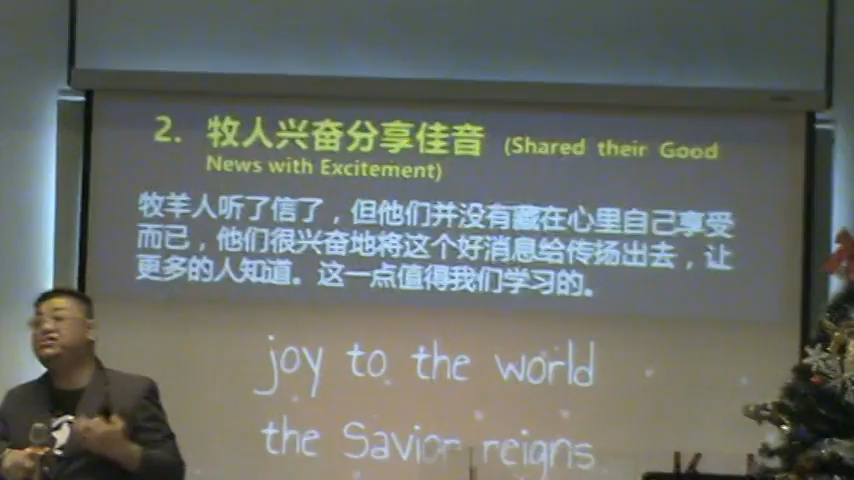 2. 牧人兴奋分享佳音 (Shared their Good
News with Excitement)
牧羊人听了信了，但他们并没有藏在心里自己享受
而已，他们很兴奋地将这个好消息给传扬出去，让
更多的人知道。这一点值得我们学习的。
joy to the world
the Savior reigns